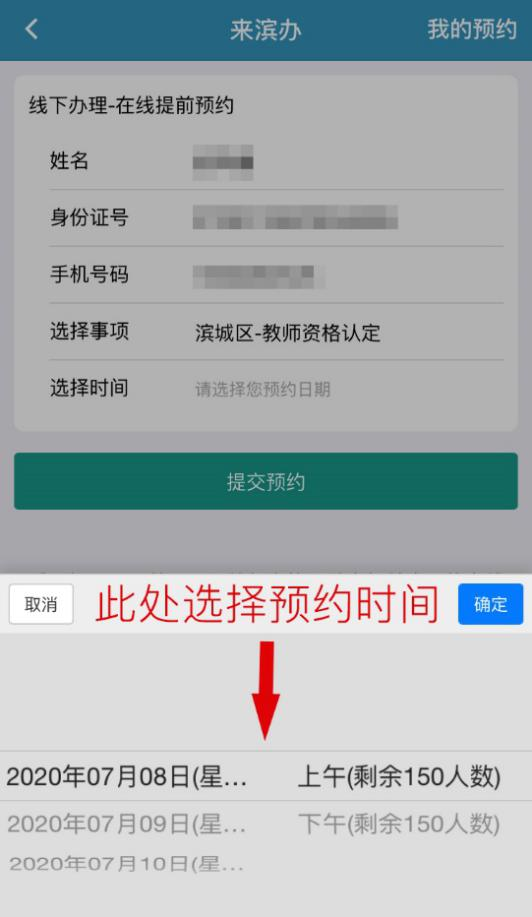 来滨办
我的预约
线下办理-在线提前预约
姓名
身份证号
手机号码
选择事项 滨城区-教师资格认定
选择时间 请选择您预约日期
提交预约
取消 此处选择预约时间 确定
2020年07月08日(星... 上午(剩余150人数)
2020年07月09日(星... 下午(剩余150人数)
2020年07月10日(星...